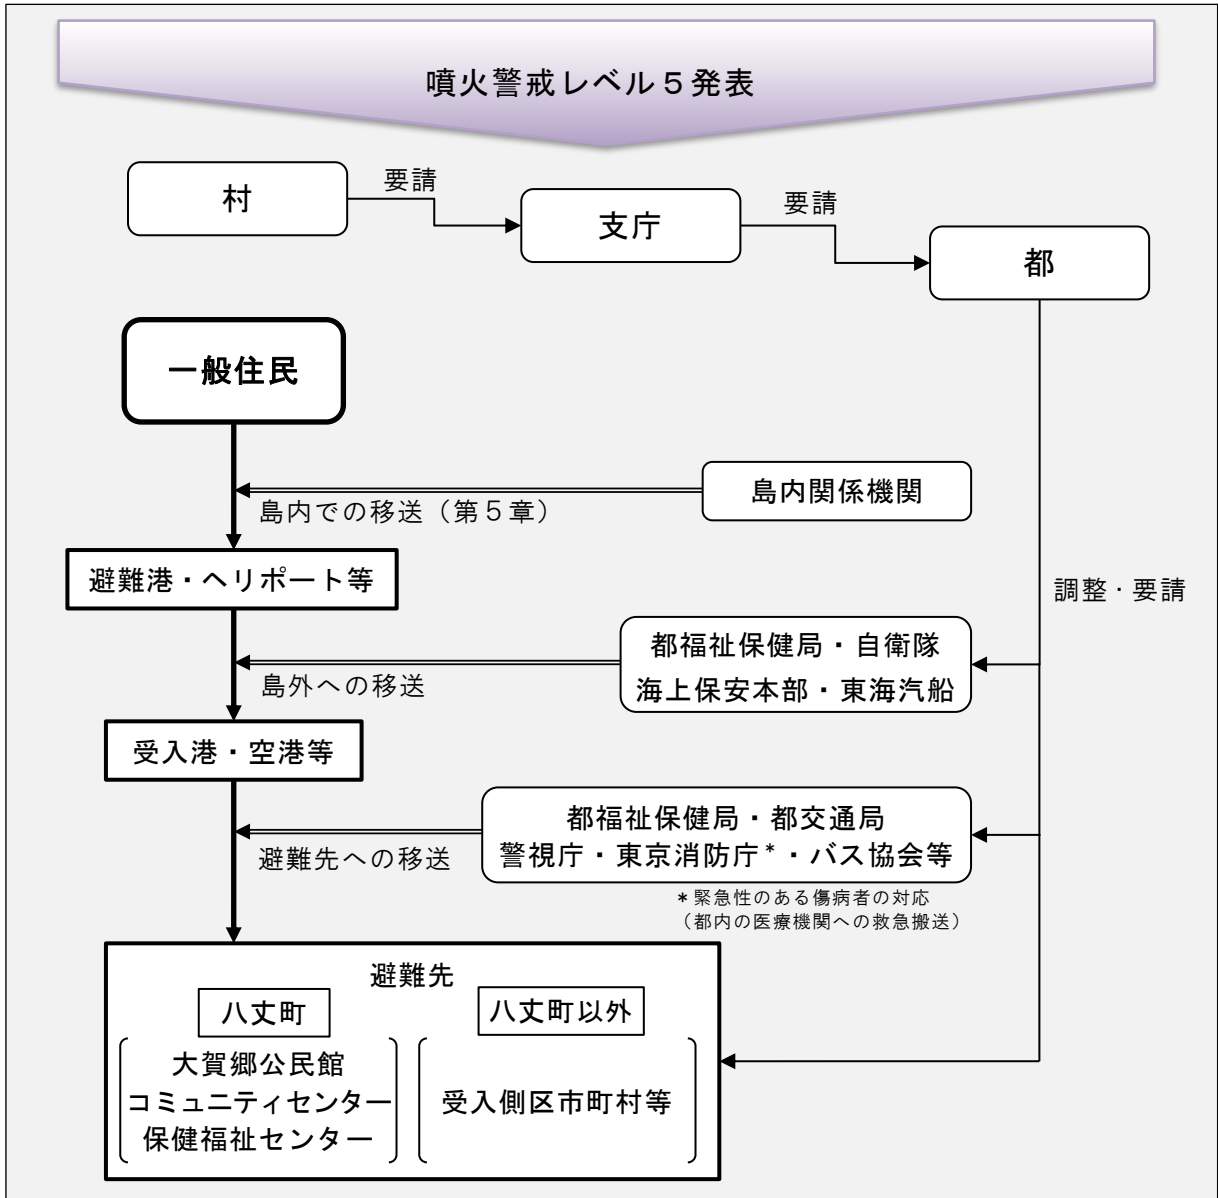 噴火警戒レベル５発表
村
要請
支庁
要請
都
一般住民
島内関係機関
島内での移送（第５章）
避難港・ヘリポート等
調整・要請
都福祉保健局・自衛隊
海上保安本部・東海汽船
島外への移送
受入港・空港等
都福祉保健局・都交通局
警視庁・東京消防庁*・バス協会等
避難先への移送
*緊急性のある傷病者の対応
（都内の医療機関への救急搬送）
避難先
八丈町
大賀郷公民館
コミュニティセンター
保健福祉センター
八丈町以外
受入側区市町村等